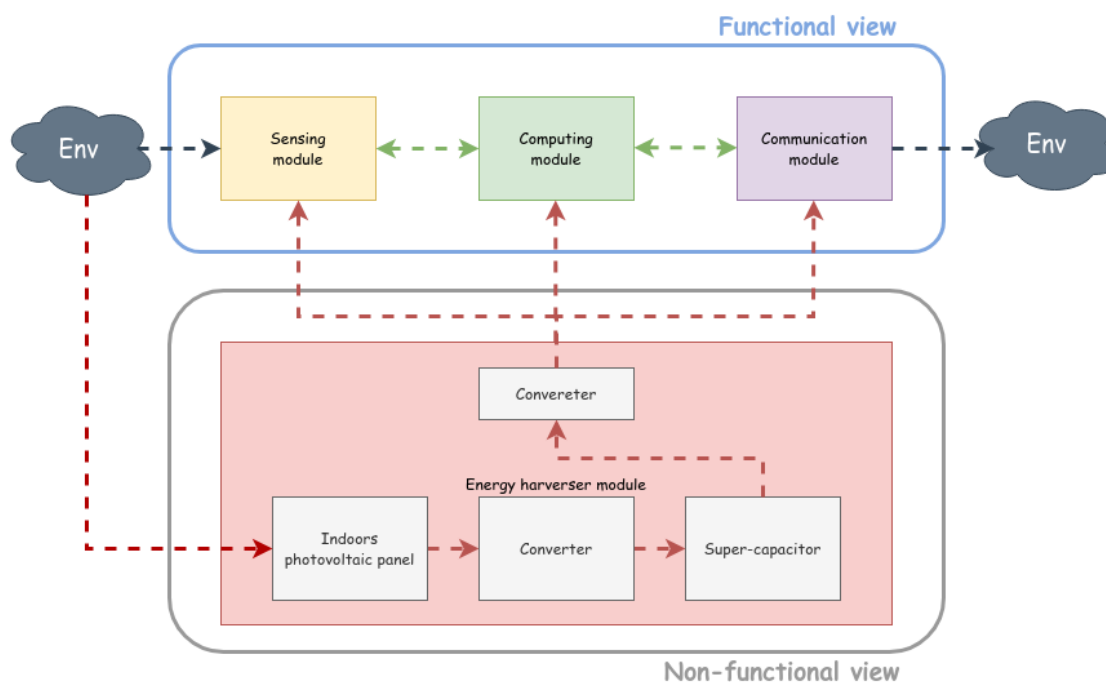 Functional view
Env
Sensing
module
Computing
module
Communication
module
Env
Convereter
Energy harverser module
Indoors
photovoltaic panel
Converter
Super-capacitor
Non-functional view